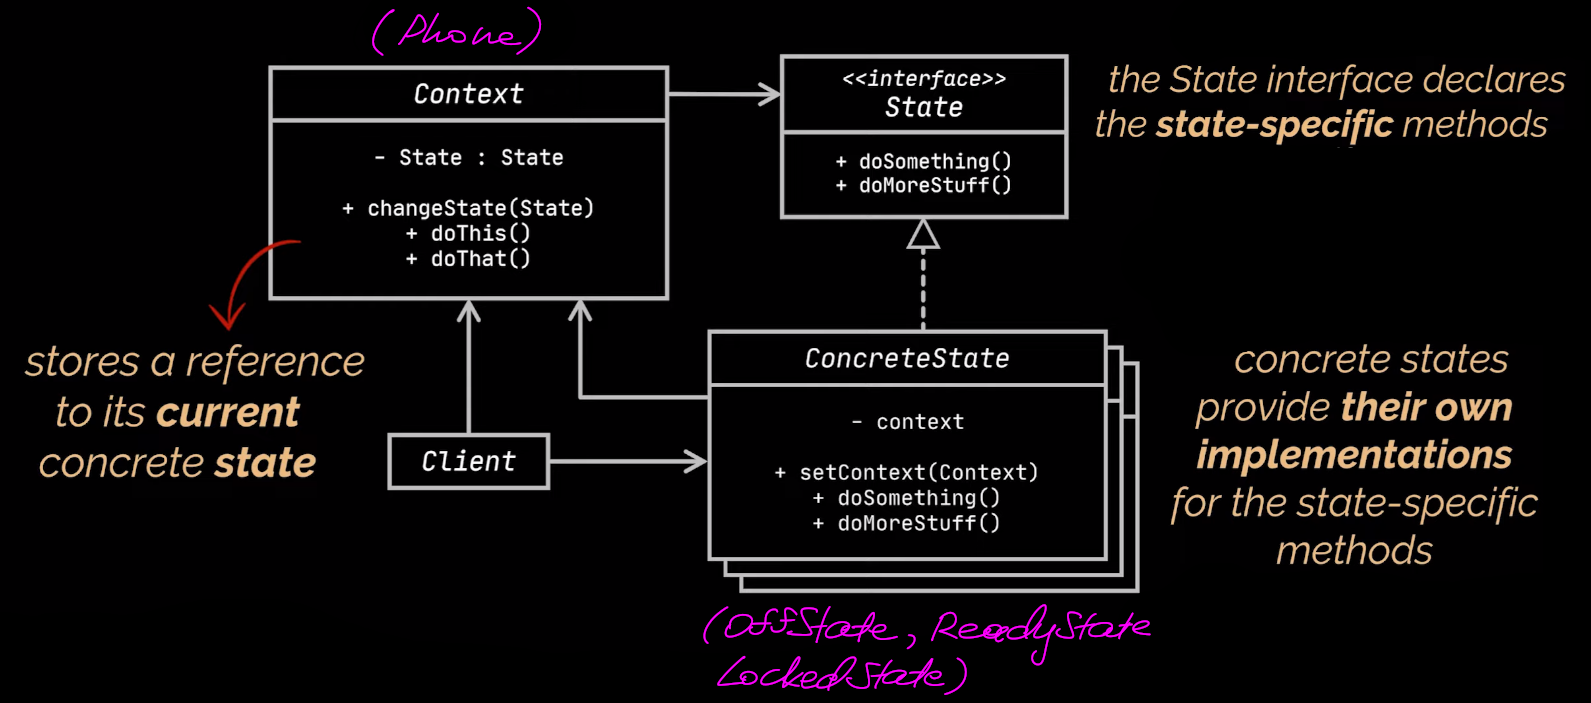 (Phone)
Context
- State : State
+ changeState(State)
+ doThis()
+ doThat()
<<interface>>
State
+ doSomething()
+ doMoreStuff()
the State interface declares
the state-specific methods
stores a reference
to its current
concrete state
Client
ConcreteState
- context
+ setContext(Context)
+ doSomething()
+ doMoreStuff()
concrete states
provide their own
implementations
for the state-specific
methods
(OffState, ReadyState
LockedState)